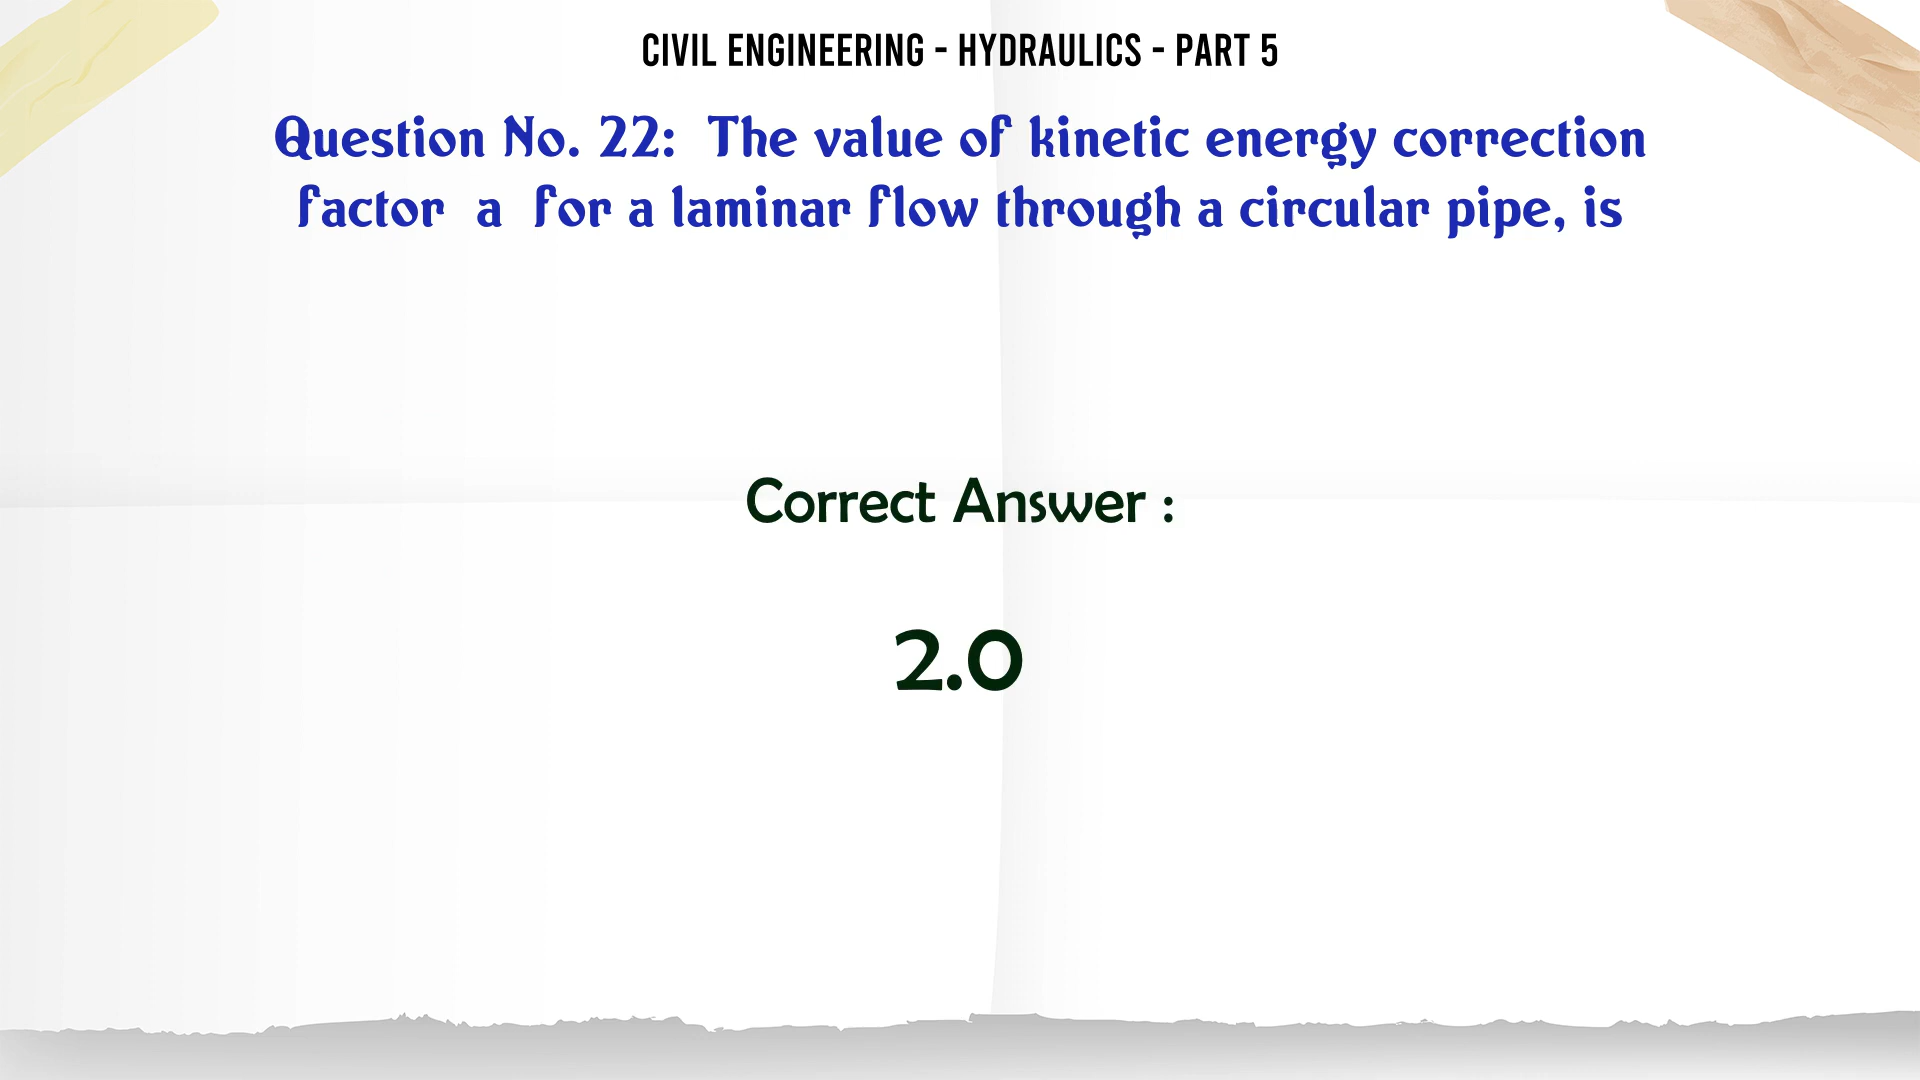 CIVIL ENGINEERING - HYDRAULICS - PART 5
Question No. 22: The value of kinetic energy correction
factor a for a laminar flow through a circular pipe, is
Correct Answer :
2.0